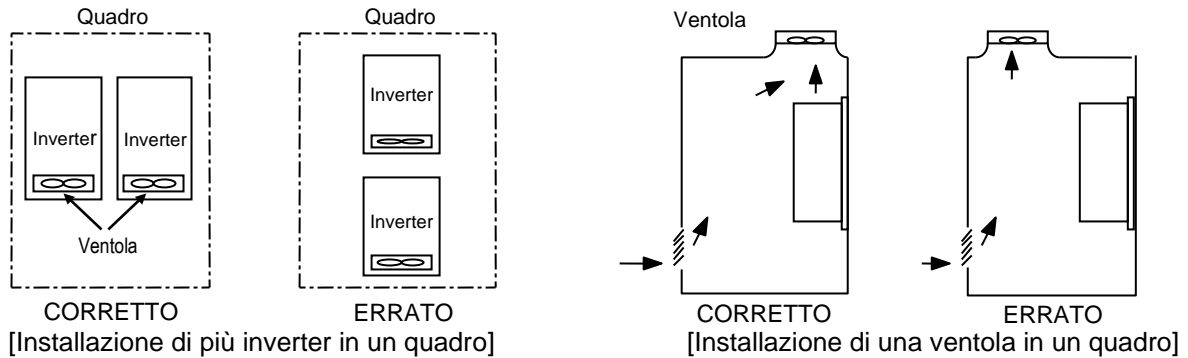 Quadro
Inverter
Inverter
Ventola
CORRETTO
Quadro
Inverter
Inverter
ERRATO
[Installazione di più inverter in un quadro]
Ventola
CORRETTO
ERRATO
[Installazione di una ventola in un quadro]